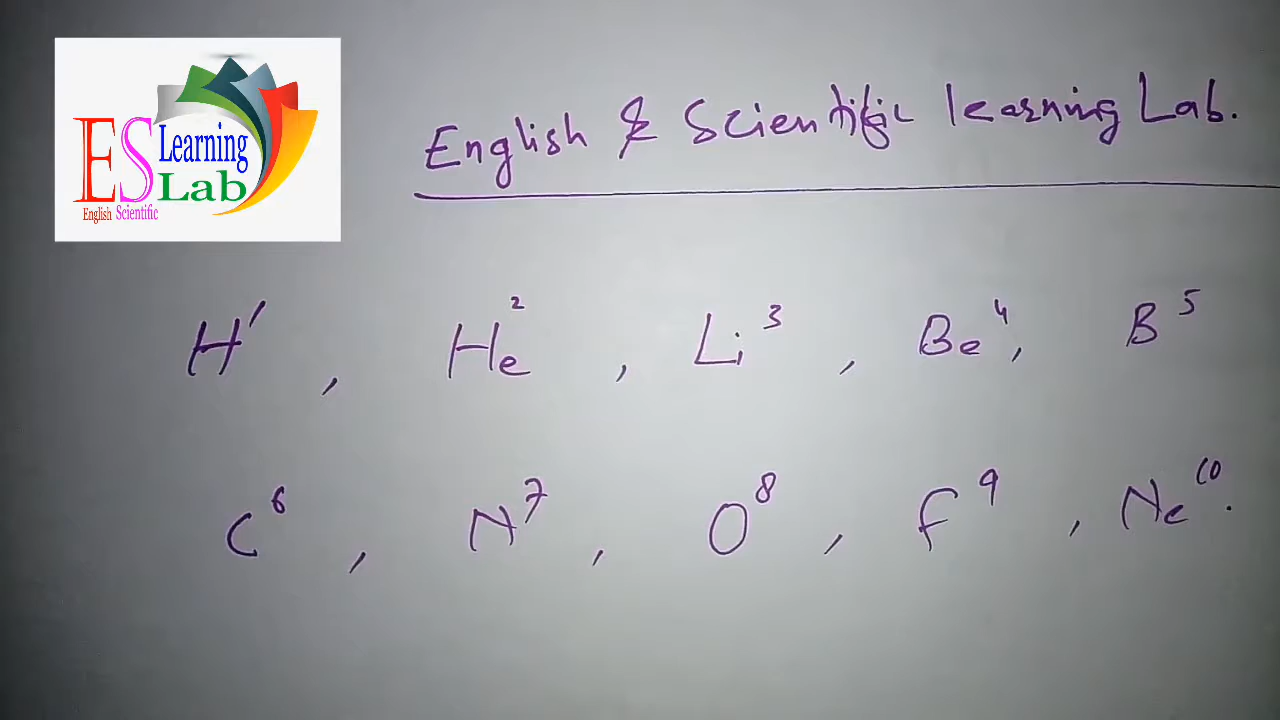 ES Learning Lab
English Scientific
English & Scientific learning Lab.
H¹, He², Li³, Be⁴, B⁵
C⁶, N⁷, O⁸, F⁹, Ne¹⁰.